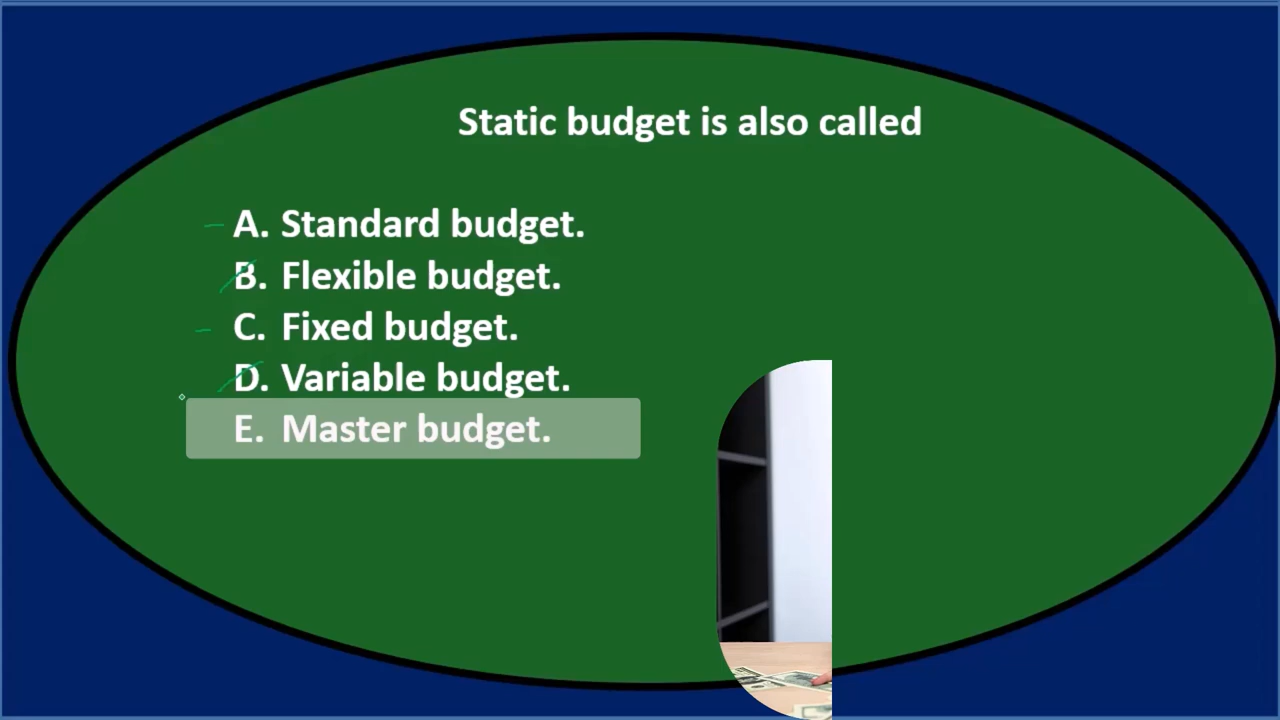 Static budget is also called
A. Standard budget.
B. Flexible budget.
C. Fixed budget.
D. Variable budget.
E. Master budget.